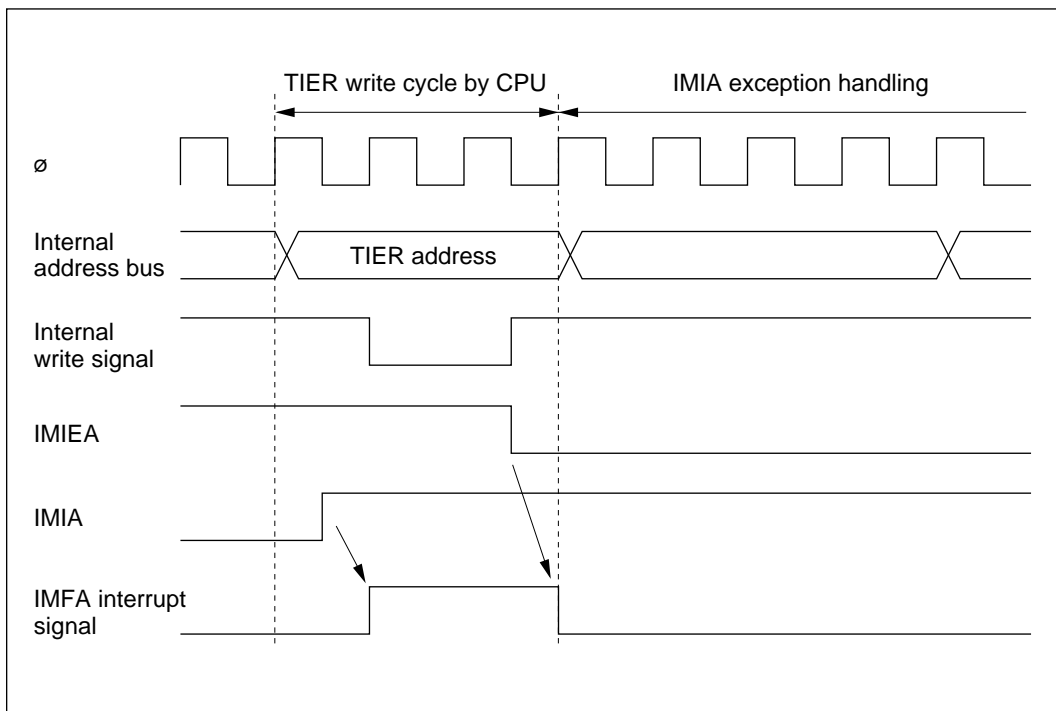 TIER write cycle by CPU
IMIA exception handling
ø
Internal
address bus
TIER address
Internal
write signal
IMIEA
IMIA
IMFA interrupt
signal